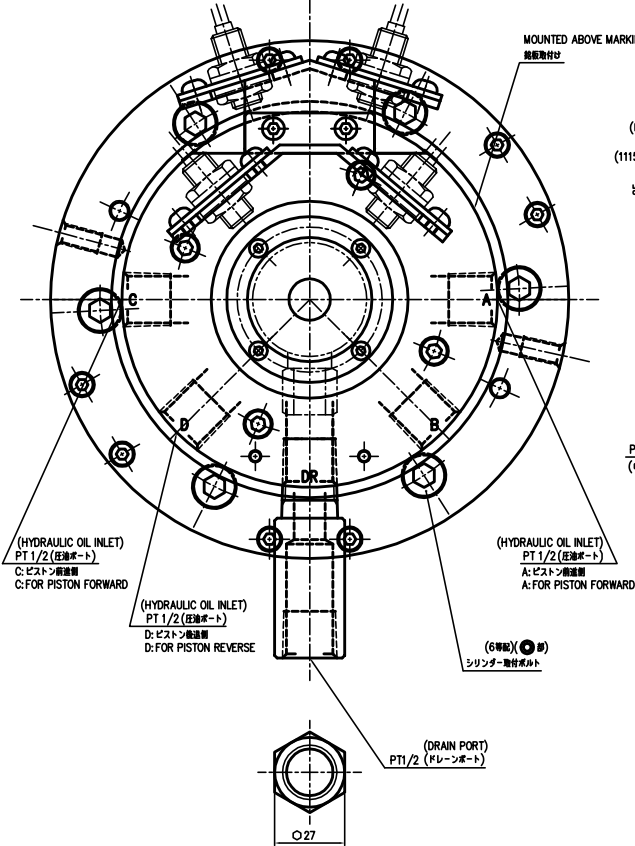 MOUNTED ABOVE MARKI
銘板取付け
(1115
C
A
D
B
DR
(HYDRAULIC OIL INLET)
PT 1/2(圧油ポート)
C:ピストン前進側
C:FOR PISTON FORWARD
(HYDRAULIC OIL INLET)
PT 1/2(圧油ポート)
D:ピストン後進側
D:FOR PISTON REVERSE
(HYDRAULIC OIL INLET)
PT 1/2(圧油ポート)
A:ピストン前進側
A:FOR PISTON FORWARD
(6等配)(◎部)
シリンダー取付ボルト
(DRAIN PORT)
PT1/2 (ドレーンポート)
⬡27